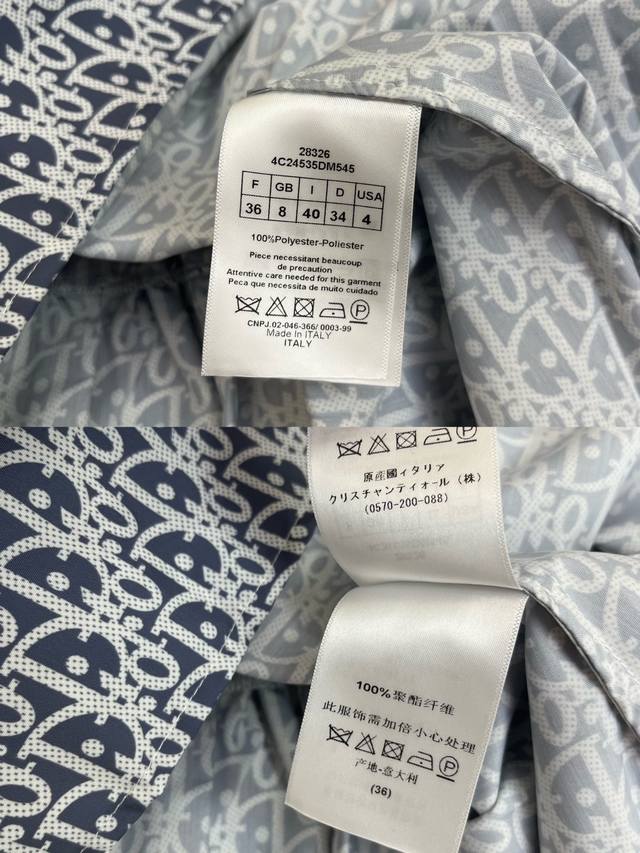 28326
4C24535DM545
F GB I D USA
36 8 40 34 4
100%Polyester-Poliester
Piece necessitant beaucoup
de precaution
Attentive care needed for this garment
Peca que necessita de muito cuidado
P
CNPJ.02-046-366/ 0003-99
Made In ITALY
ITALY
P
原産國イタリア
クリスチャンディオール（株）
(0570-200-088)
100%聚酯纤维
此服饰需加倍小心处理
P
产地-意大利
(36)